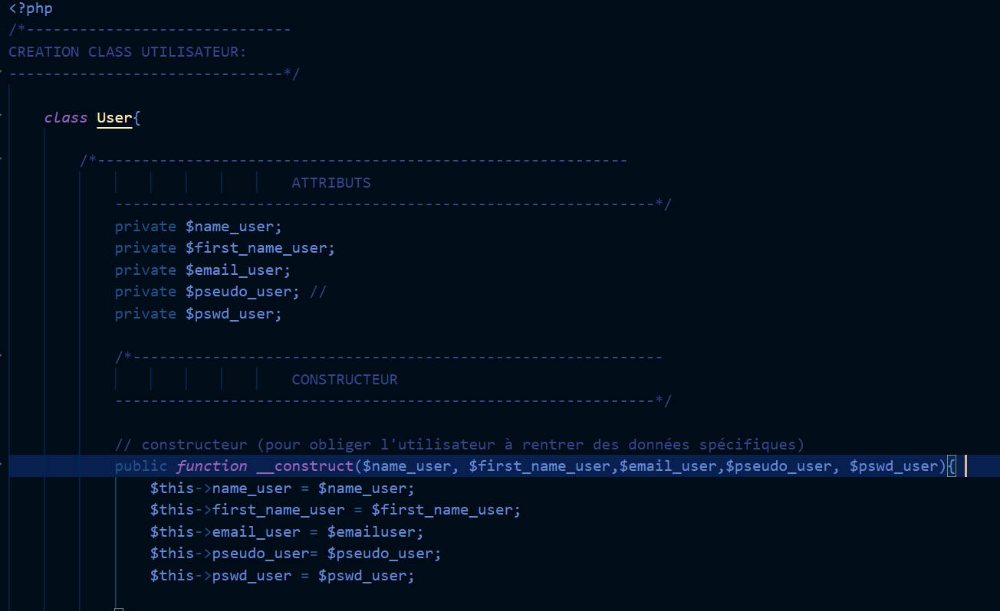 <?php
/*------------------------------
CREATION CLASS UTILISATEUR:
-------------------------------*/
class User{
/*------------------------------------------------------------
ATTRIBUTS
-------------------------------------------------------------*/
private $name_user;
private $first_name_user;
private $email_user;
private $pseudo_user; //
private $pswd_user;
/*------------------------------------------------------------
CONSTRUCTEUR
-------------------------------------------------------------*/
// constructeur (pour obliger l'utilisateur à rentrer des données spécifiques)
public function __construct($name_user, $first_name_user,$email_user,$pseudo_user, $pswd_user){
$this->name_user = $name_user;
$this->first_name_user = $first_name_user;
$this->email_user = $emailuser;
$this->pseudo_user= $pseudo_user;
$this->pswd_user = $pswd_user;